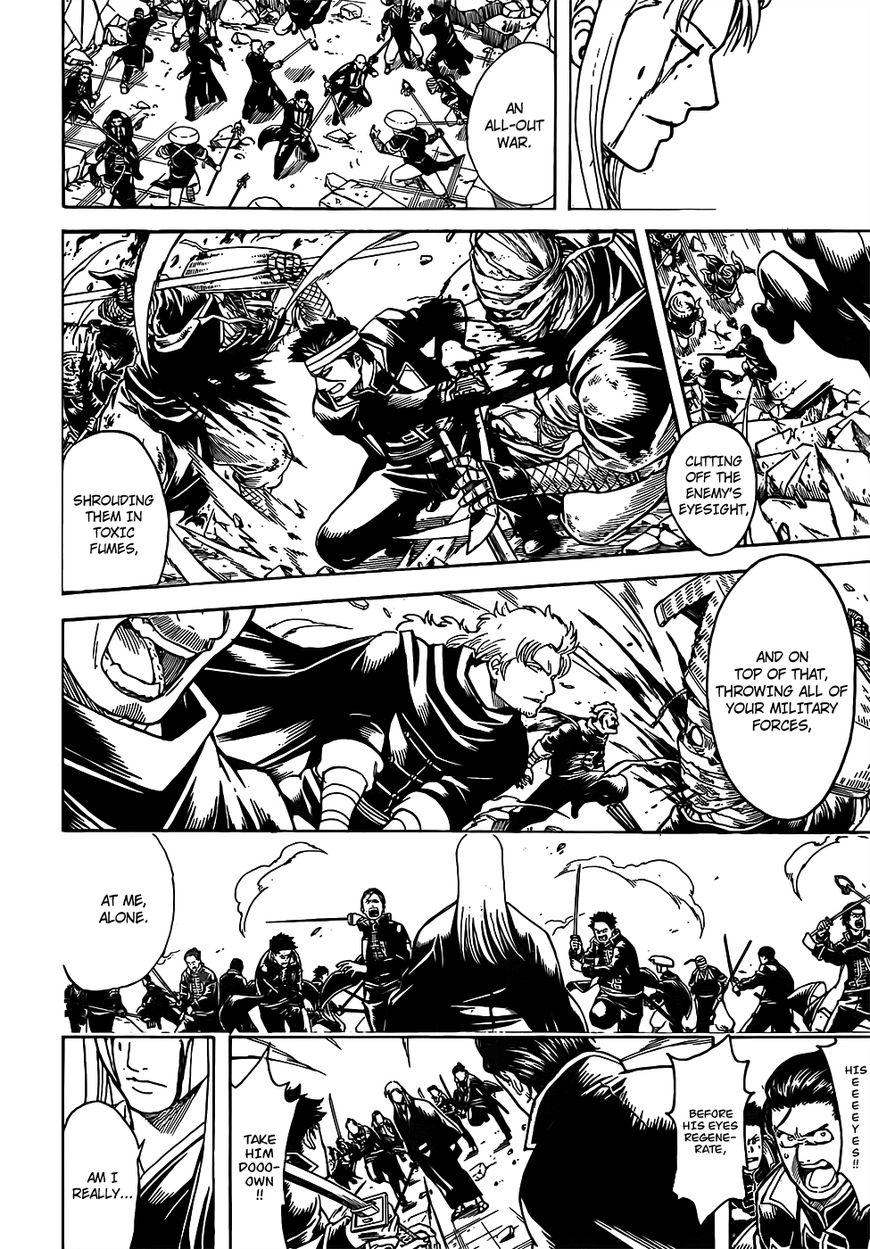 AN
ALL-OUT
WAR.
CUTTING
OFF THE
ENEMY'S
EYESIGHT,
SHROUDING
THEM IN
TOXIC
FUMES,
AND ON
TOP OF THAT,
THROWING ALL OF
YOUR MILITARY
FORCES,
AT ME,
ALONE.
HIS
EEEEYES!!
BEFORE
HIS EYES
REGENE-
RATE,
TAKE
HIM
DOOO-
OWN
!!
AM I
REALLY...